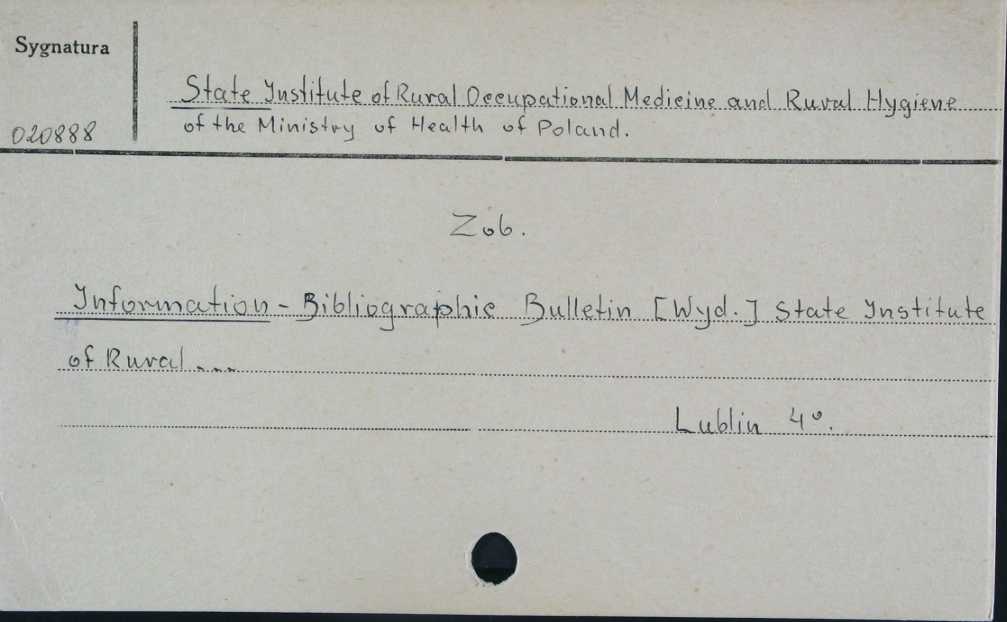 Sygnatura
020888
State Institute of Rural Occupational Medicine and Rural Hygiene
of the Ministry of Health of Poland.
Zob.
Information - Bibliographic Bulletin [Wyd.] State Institute
of Rural ...
Lublin 4°.